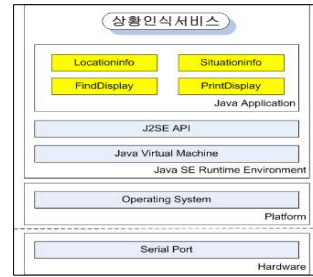 상황인식서비스
Locationinfo Situationinfo
FindDisplay PrintDisplay
Java Application
J2SE API
Java Virtual Machine
Java SE Runtime Environment
Operating System
Platform
Serial Port
Hardware